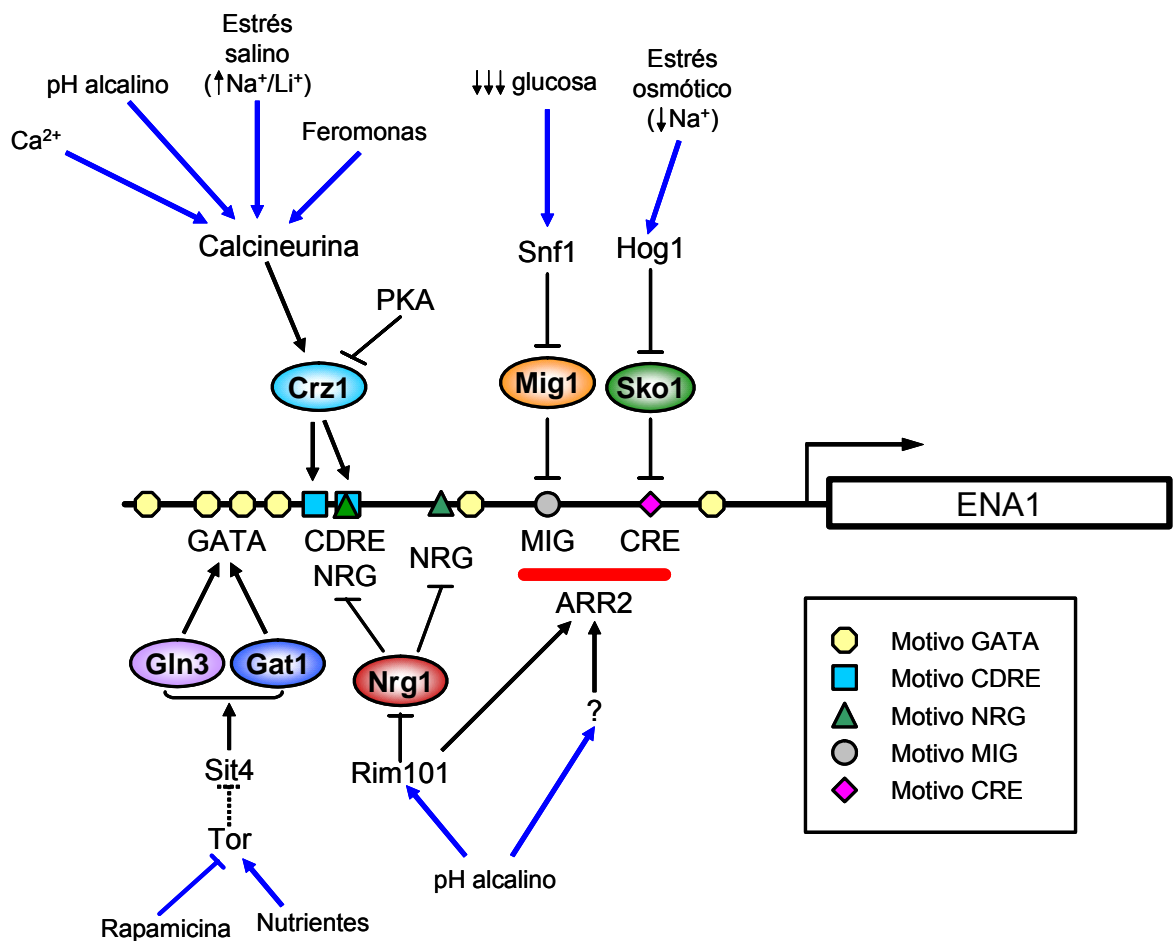 Estrés
salino
(↑Na⁺/Li⁺)
pH alcalino
Ca²⁺
Feromonas
↓↓↓ glucosa
Estrés
osmótico
(↓Na⁺)
Calcineurina
Snf1
Hog1
PKA
Crz1
Mig1
Sko1
ENA1
GATA
CDRE
NRG
NRG
MIG
CRE
ARR2
Gln3
Gat1
Nrg1
?
Sit4
Rim101
Tor
pH alcalino
Rapamicina
Nutrientes
Motivo GATA
Motivo CDRE
Motivo NRG
Motivo MIG
Motivo CRE